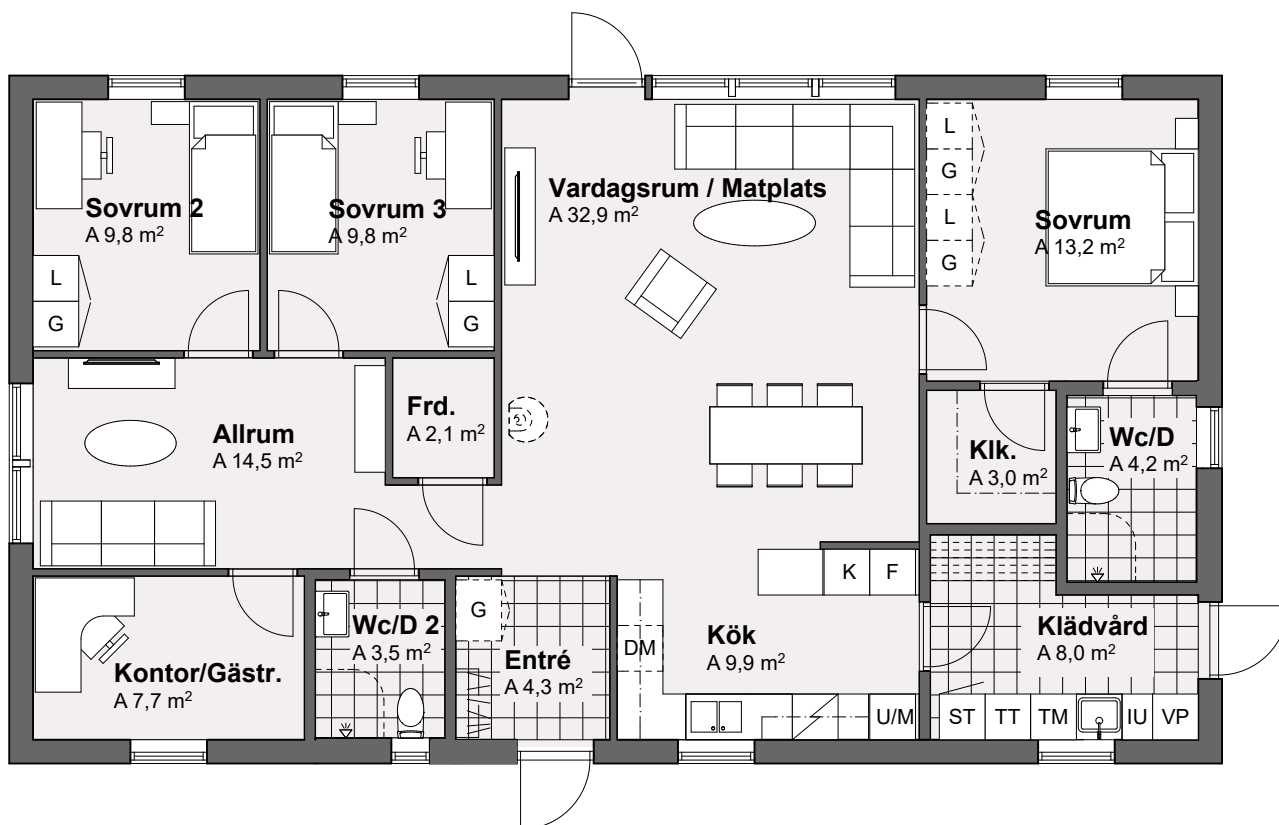 Sovrum 2
A 9,8 m²
L
G
Sovrum 3
A 9,8 m²
L
G
Vardagsrum / Matplats
A 32,9 m²
L
G
L
G
Sovrum
A 13,2 m²
Allrum
A 14,5 m²
Frd.
A 2,1 m²
Klk.
A 3,0 m²
Wc/D
A 4,2 m²
Kontor/Gästr.
A 7,7 m²
Wc/D 2
A 3,5 m²
G
Entré
A 4,3 m²
DM
Kök
A 9,9 m²
K F
U/M
Klädvård
A 8,0 m²
ST TT TM IU VP